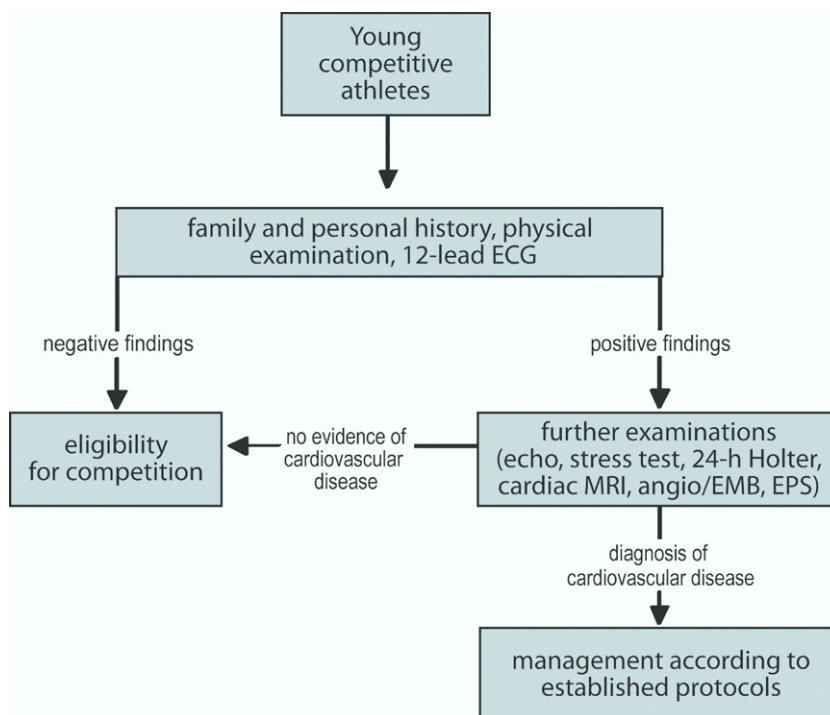 Young
competitive
athletes
family and personal history, physical
examination, 12-lead ECG
negative findings
positive findings
eligibility
for competition
no evidence of
cardiovascular
disease
further examinations
(echo, stress test, 24-h Holter,
cardiac MRI, angio/EMB, EPS)
diagnosis of
cardiovascular disease
management according to
established protocols